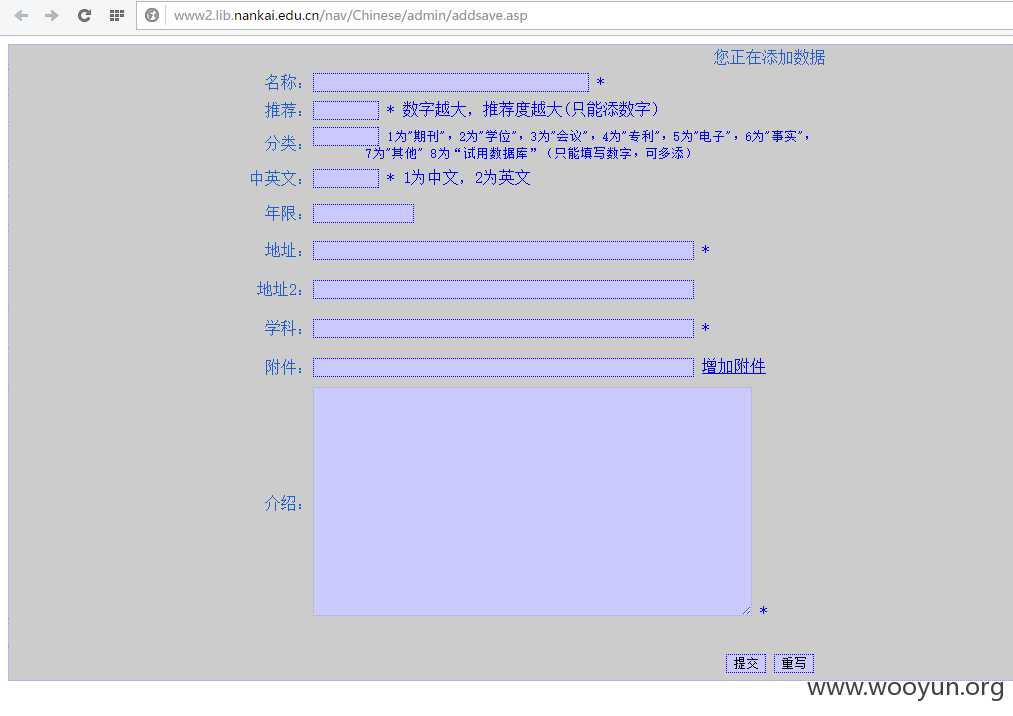 www2.lib.nankai.edu.cn/nav/Chinese/admin/addsave.asp
您正在添加数据
名称： *
推荐： * 数字越大，推荐度越大(只能添数字)
分类： 1为"期刊"，2为"学位"，3为"会议"，4为"专利"，5为"电子"，6为"事实"，
7为"其他" 8为“试用数据库”（只能填写数字，可多添）
中英文： * 1为中文，2为英文
年限：
地址： *
地址2：
学科： *
附件： 增加附件
介绍： *
提交 重写
www.wooyun.org